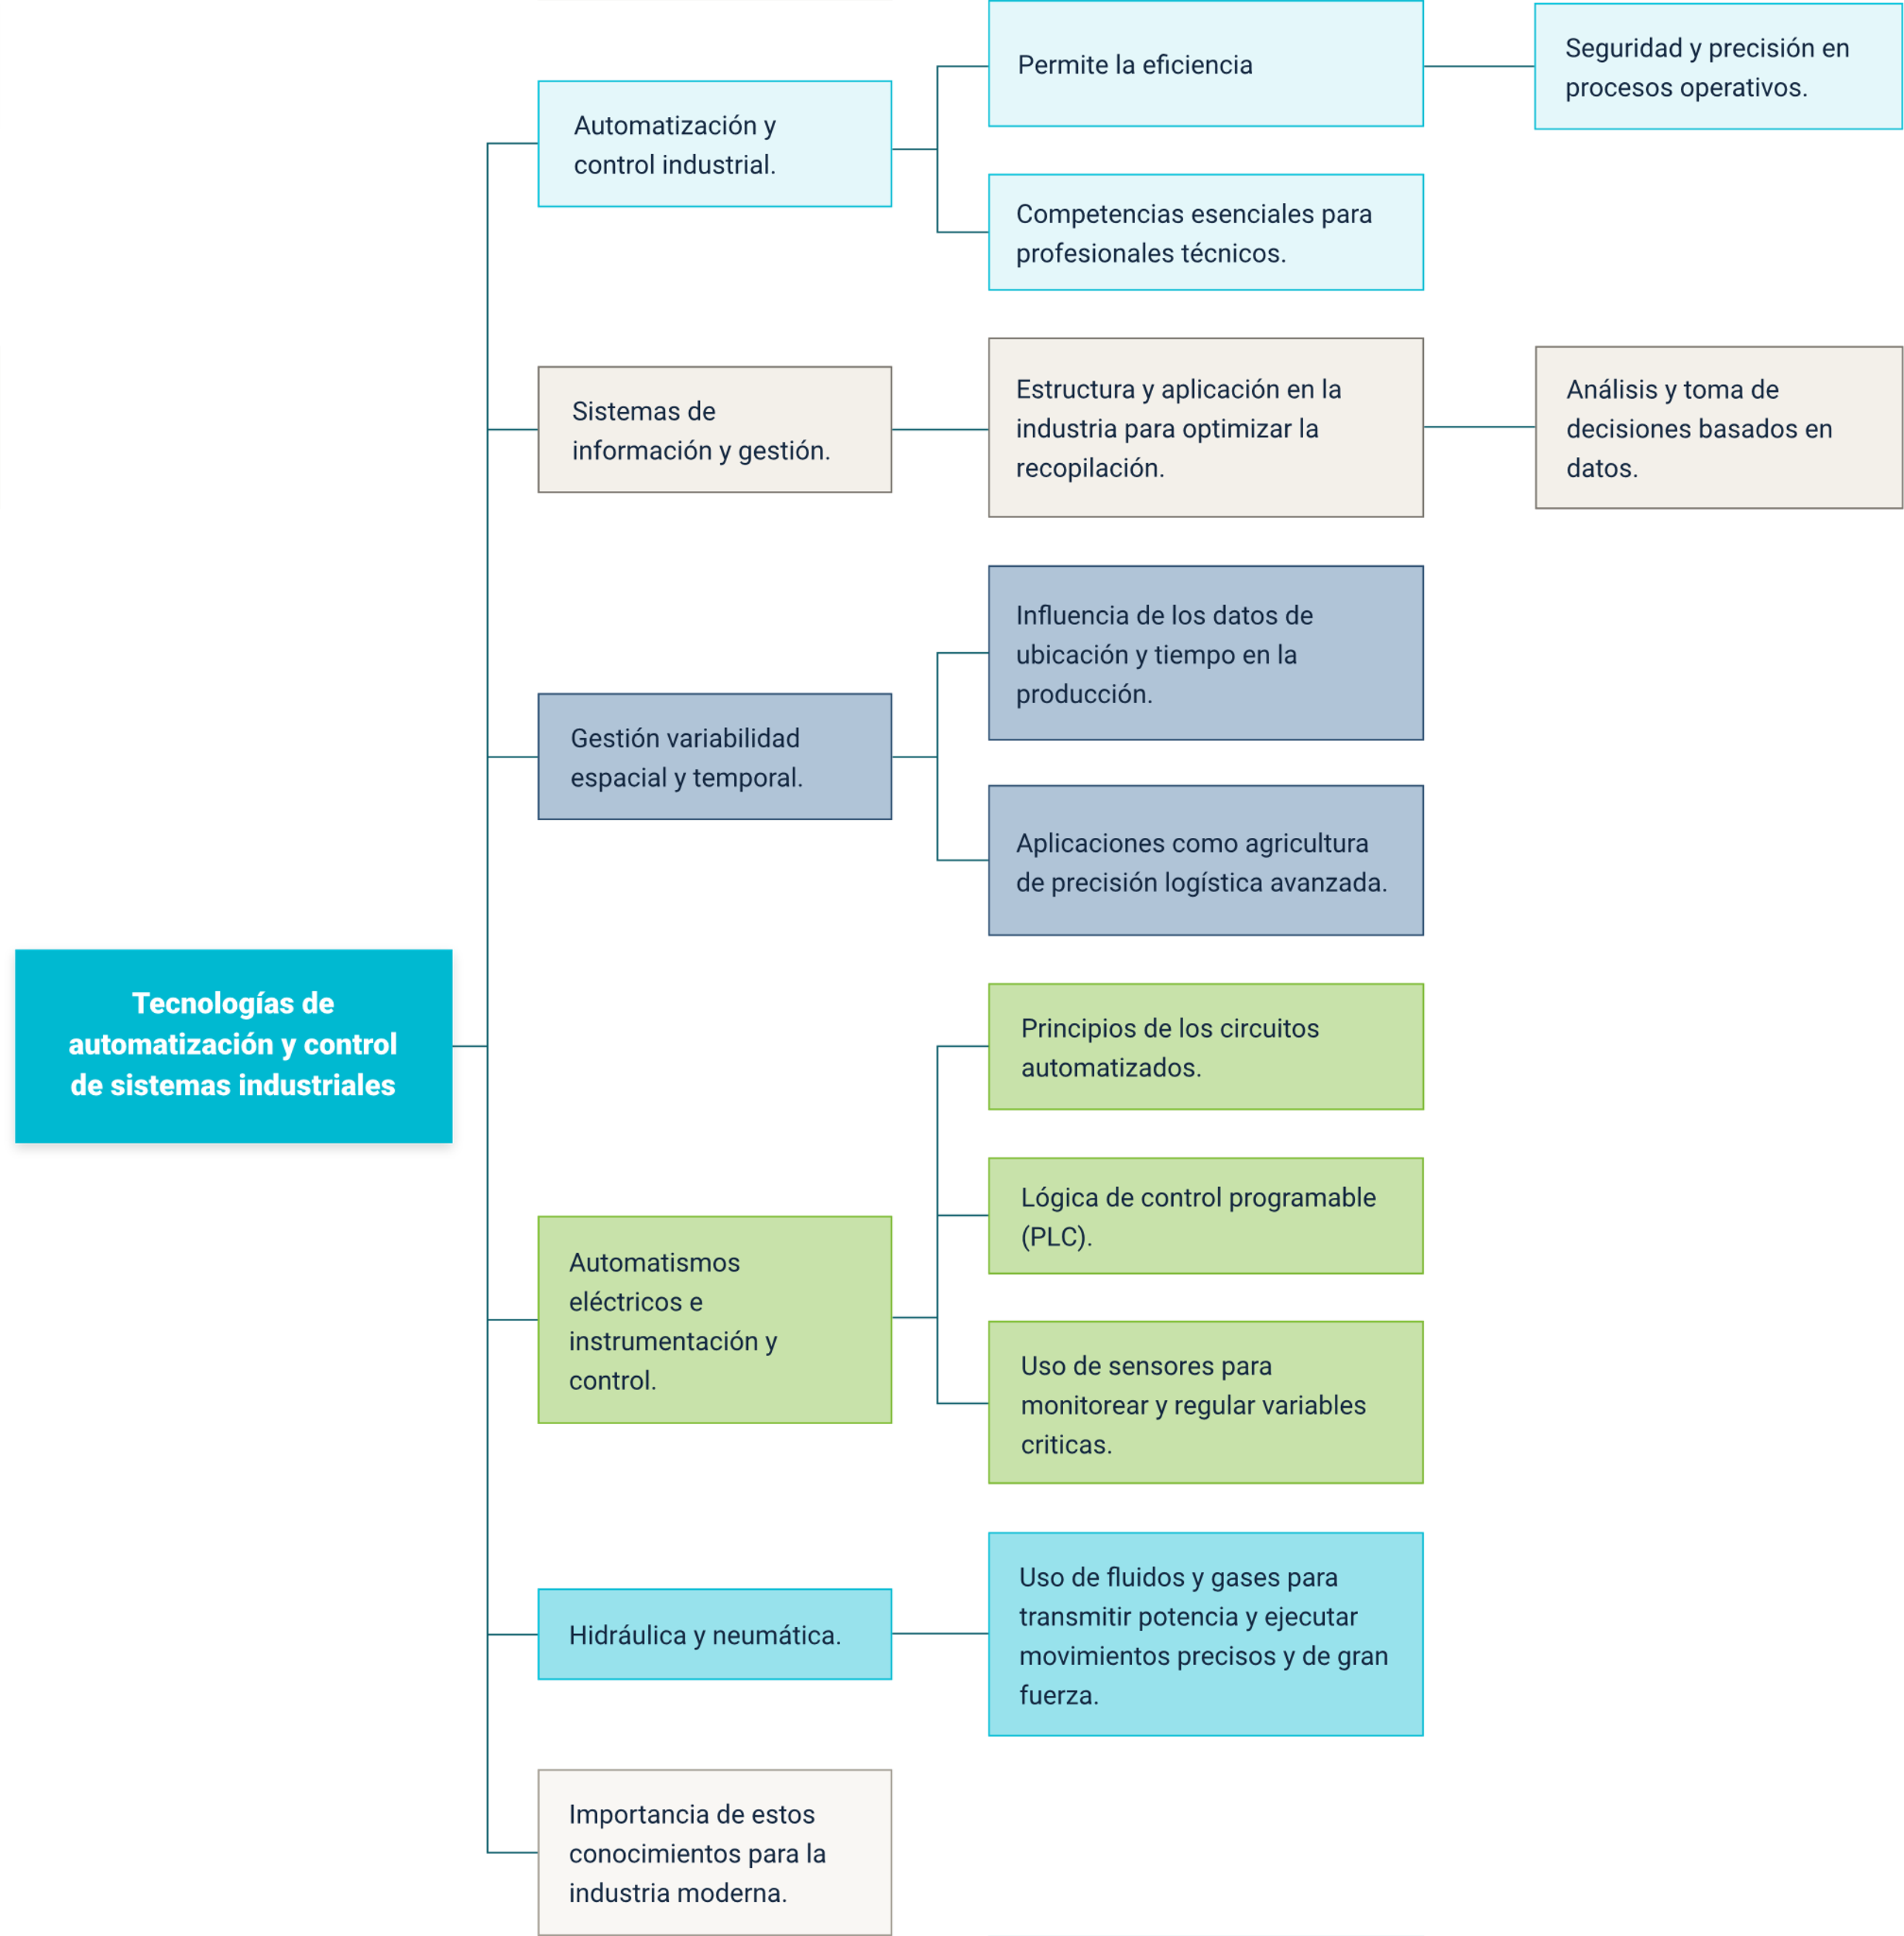 Tecnologías de
automatización y control
de sistemas industriales
Automatización y
control industrial.
Permite la eficiencia
Seguridad y precisión en
procesos operativos.
Competencias esenciales para
profesionales técnicos.
Sistemas de
información y gestión.
Estructura y aplicación en la
industria para optimizar la
recopilación.
Análisis y toma de
decisiones basados en
datos.
Gestión variabilidad
espacial y temporal.
Influencia de los datos de
ubicación y tiempo en la
producción.
Aplicaciones como agricultura
de precisión logística avanzada.
Automatismos
eléctricos e
instrumentación y
control.
Principios de los circuitos
automatizados.
Lógica de control programable
(PLC).
Uso de sensores para
monitorear y regular variables
criticas.
Hidráulica y neumática.
Uso de fluidos y gases para
transmitir potencia y ejecutar
movimientos precisos y de gran
fuerza.
Importancia de estos
conocimientos para la
industria moderna.